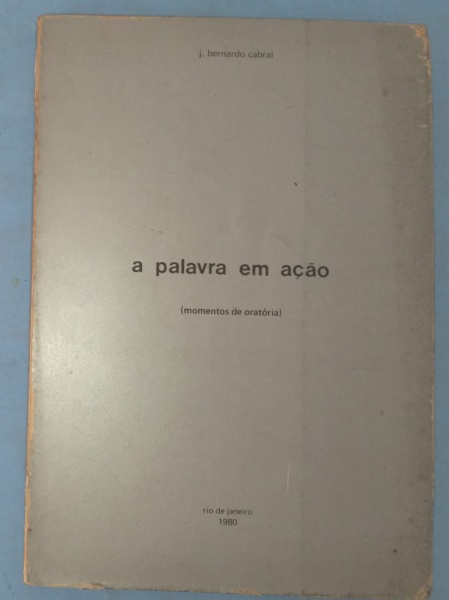 j. bernardo cabral
a palavra em ação
(momentos de oratória)
rio de janeiro
1980